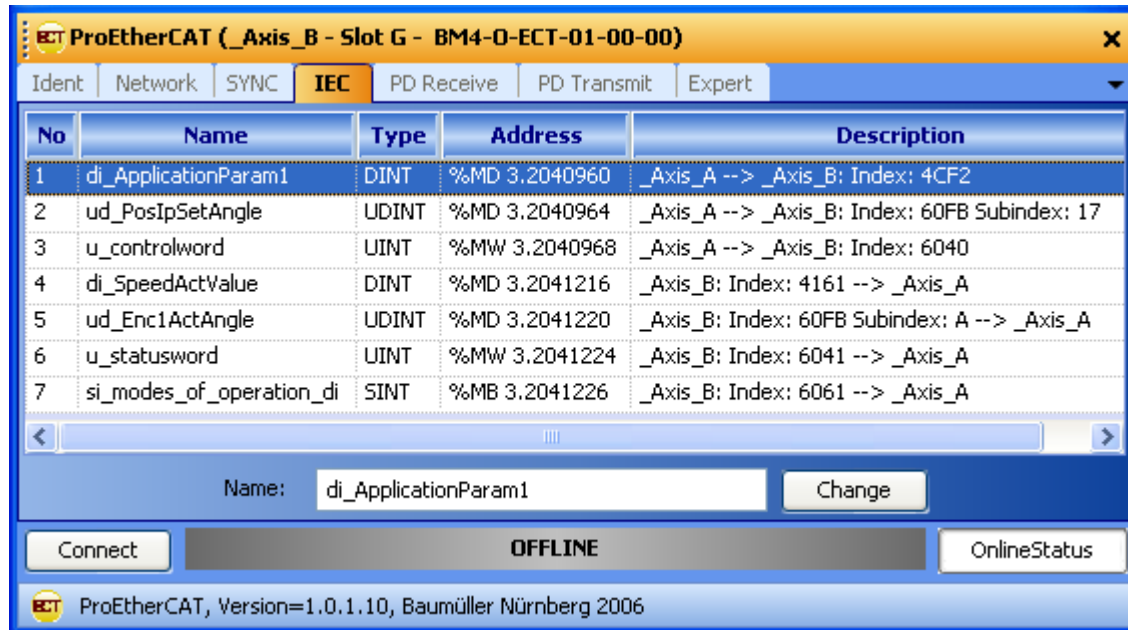 ECT ProEtherCAT (_Axis_B - Slot G - BM4-O-ECT-01-00-00)
Ident Network SYNC IEC PD Receive PD Transmit Expert
No Name Type Address Description
1 di_ApplicationParam1 DINT %MD 3.2040960 _Axis_A --> _Axis_B: Index: 4CF2
2 ud_PosIpSetAngle UDINT %MD 3.2040964 _Axis_A --> _Axis_B: Index: 60FB Subindex: 17
3 u_controlword UINT %MW 3.2040968 _Axis_A --> _Axis_B: Index: 6040
4 di_SpeedActValue DINT %MD 3.2041216 _Axis_B: Index: 4161 --> _Axis_A
5 ud_Enc1ActAngle UDINT %MD 3.2041220 _Axis_B: Index: 60FB Subindex: A --> _Axis_A
6 u_statusword UINT %MW 3.2041224 _Axis_B: Index: 6041 --> _Axis_A
7 si_modes_of_operation_di SINT %MB 3.2041226 _Axis_B: Index: 6061 --> _Axis_A
Name: di_ApplicationParam1 Change
Connect OFFLINE OnlineStatus
ECT ProEtherCAT, Version=1.0.1.10, Baumüller Nürnberg 2006